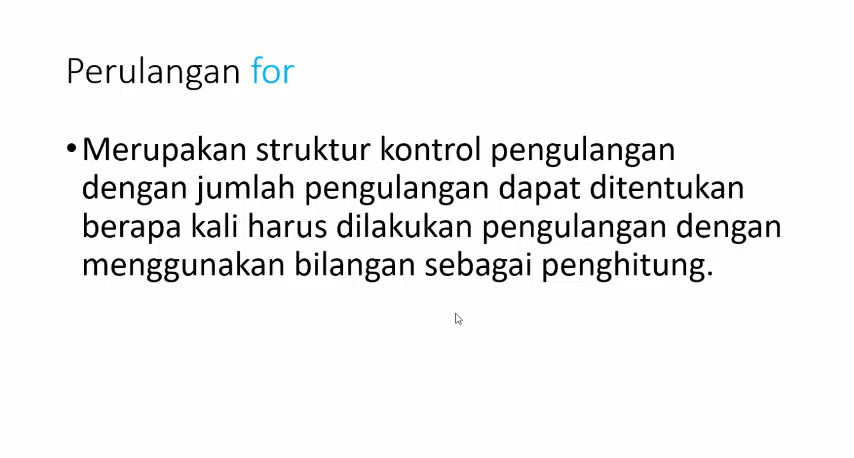 Perulangan for
•Merupakan struktur kontrol pengulangan
dengan jumlah pengulangan dapat ditentukan
berapa kali harus dilakukan pengulangan dengan
menggunakan bilangan sebagai penghitung.